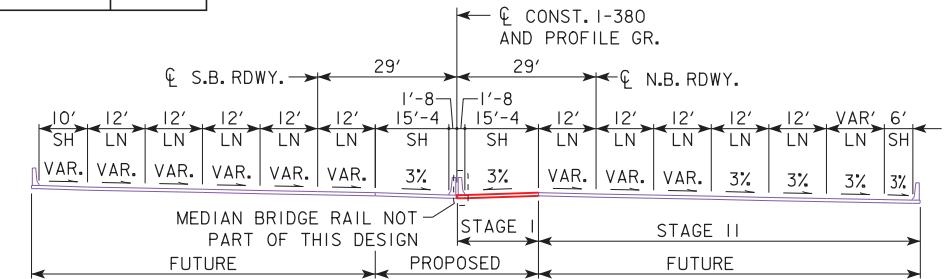 ℄ CONST. I-380
AND PROFILE GR.
29' 29'
℄ S.B. RDWY. ℄ N.B. RDWY.
1'-8 1'-8
10' 12' 12' 12' 12' 12' 15'-4 15'-4 12' 12' 12' 12' 12' VAR' 6'
SH LN LN LN LN LN SH SH LN LN LN LN LN LN SH
VAR. VAR. VAR. VAR. VAR. VAR. 3% 3% VAR. VAR. VAR. 3% 3% 3% 3%
MEDIAN BRIDGE RAIL NOT
PART OF THIS DESIGN
STAGE I STAGE II
FUTURE PROPOSED FUTURE